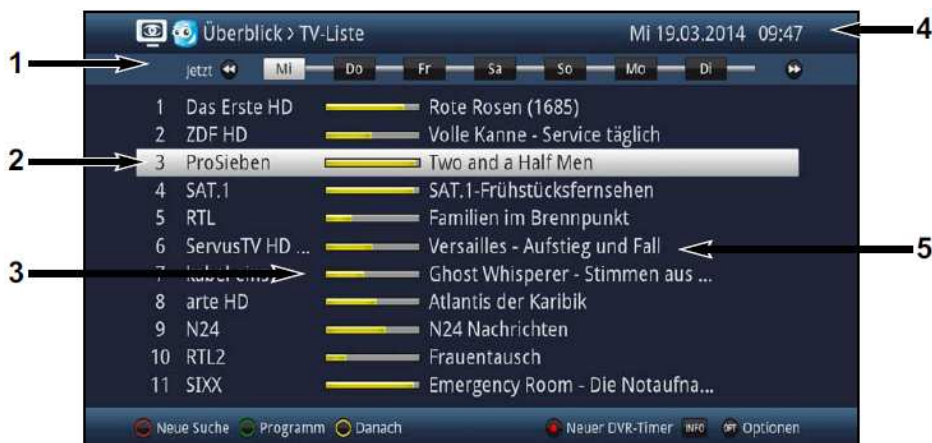 Überblick > TV-Liste Mi 19.03.2014 09:47
4
1
Jetzt Mi Do Fr Sa So Mo Di
1 Das Erste HD Rote Rosen (1685)
2 ZDF HD Volle Kanne - Service täglich
2
3 ProSieben Two and a Half Men
4 SAT.1 SAT.1-Frühstücksfernsehen
5 RTL Familien im Brennpunkt
6 ServusTV HD ... Versailles - Aufstieg und Fall
5
3
7 kabel eins Ghost Whisperer - Stimmen aus ...
8 arte HD Atlantis der Karibik
9 N24 N24 Nachrichten
10 RTL2 Frauentausch
11 SIXX Emergency Room - Die Notaufna...
Neue Suche Programm Danach Neuer DVR-Timer INFO OPT Optionen